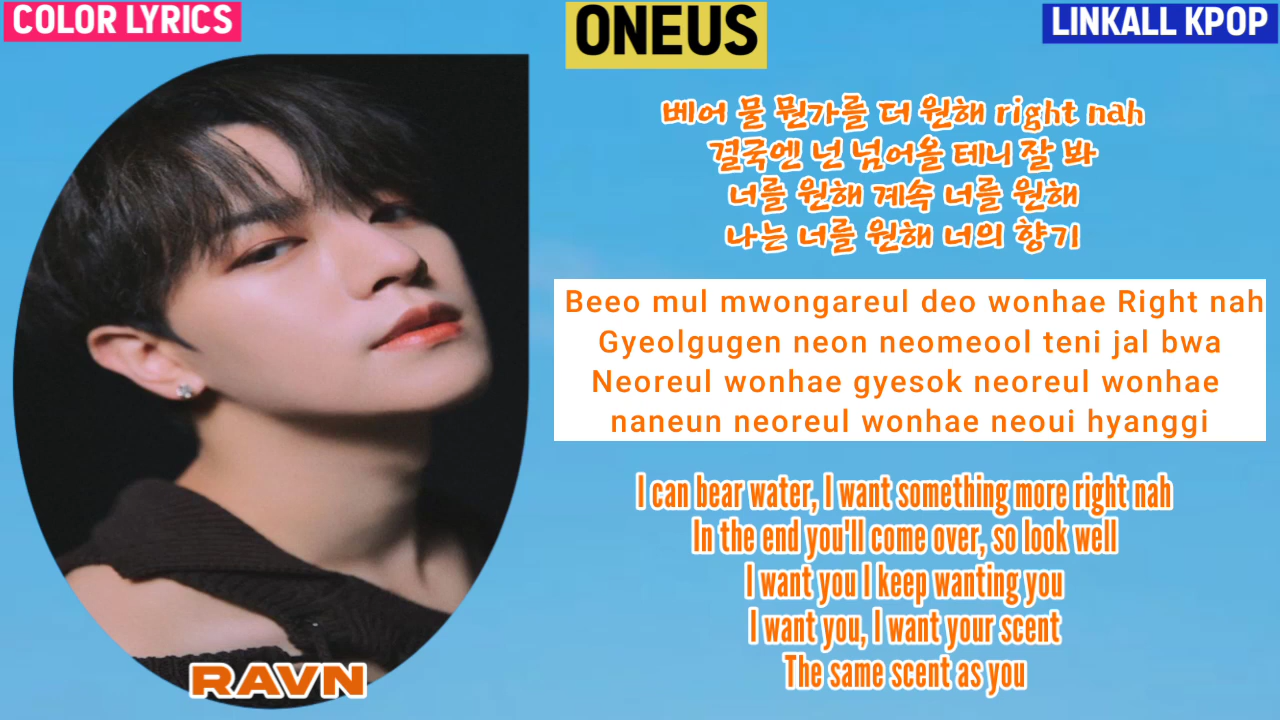 COLOR LYRICS
ONEUS
LINKALL KPOP
베어 물 뭔가를 더 원해 right nah
결국엔 넌 넘어올 테니 잘 봐
너를 원해 계속 너를 원해
나는 너를 원해 너의 향기
Beeo mul mwongareul deo wonhae Right nah
Gyeolgugen neon neomeool teni jal bwa
Neoreul wonhae gyesok neoreul wonhae
naneun neoreul wonhae neoui hyanggi
I can bear water, I want something more right nah
In the end you'll come over, so look well
I want you I keep wanting you
I want you, I want your scent
The same scent as you
RAVN